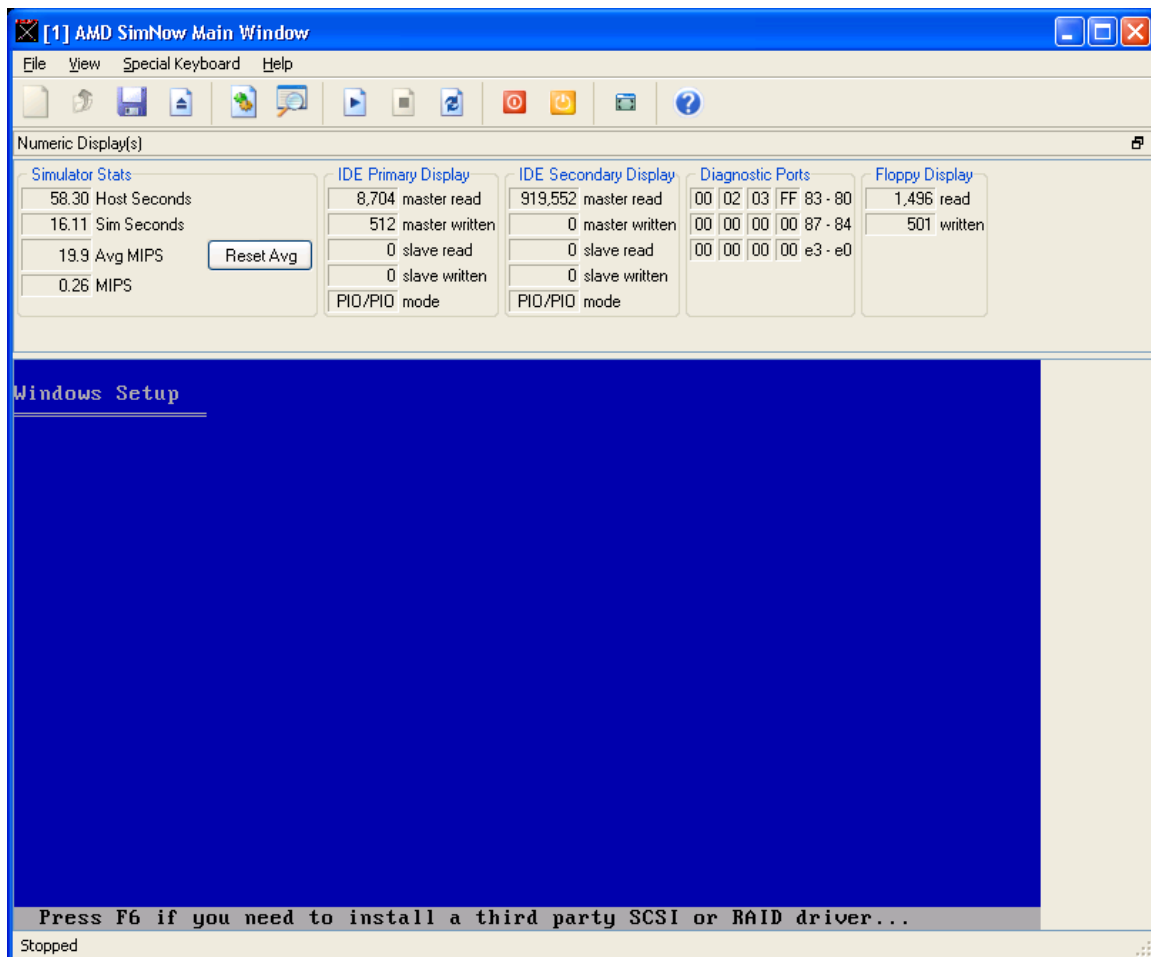 [1] AMD SimNow Main Window
File View Special Keyboard Help
Numeric Display(s)
Simulator Stats
58.30 Host Seconds
16.11 Sim Seconds
19.9 Avg MIPS Reset Avg
0.26 MIPS
IDE Primary Display
8,704 master read
512 master written
0 slave read
0 slave written
PIO/PIO mode
IDE Secondary Display
919,552 master read
0 master written
0 slave read
0 slave written
PIO/PIO mode
Diagnostic Ports
00 02 03 FF 83 - 80
00 00 00 00 87 - 84
00 00 00 00 e3 - e0
Floppy Display
1,496 read
501 written
Windows Setup
Press F6 if you need to install a third party SCSI or RAID driver...
Stopped